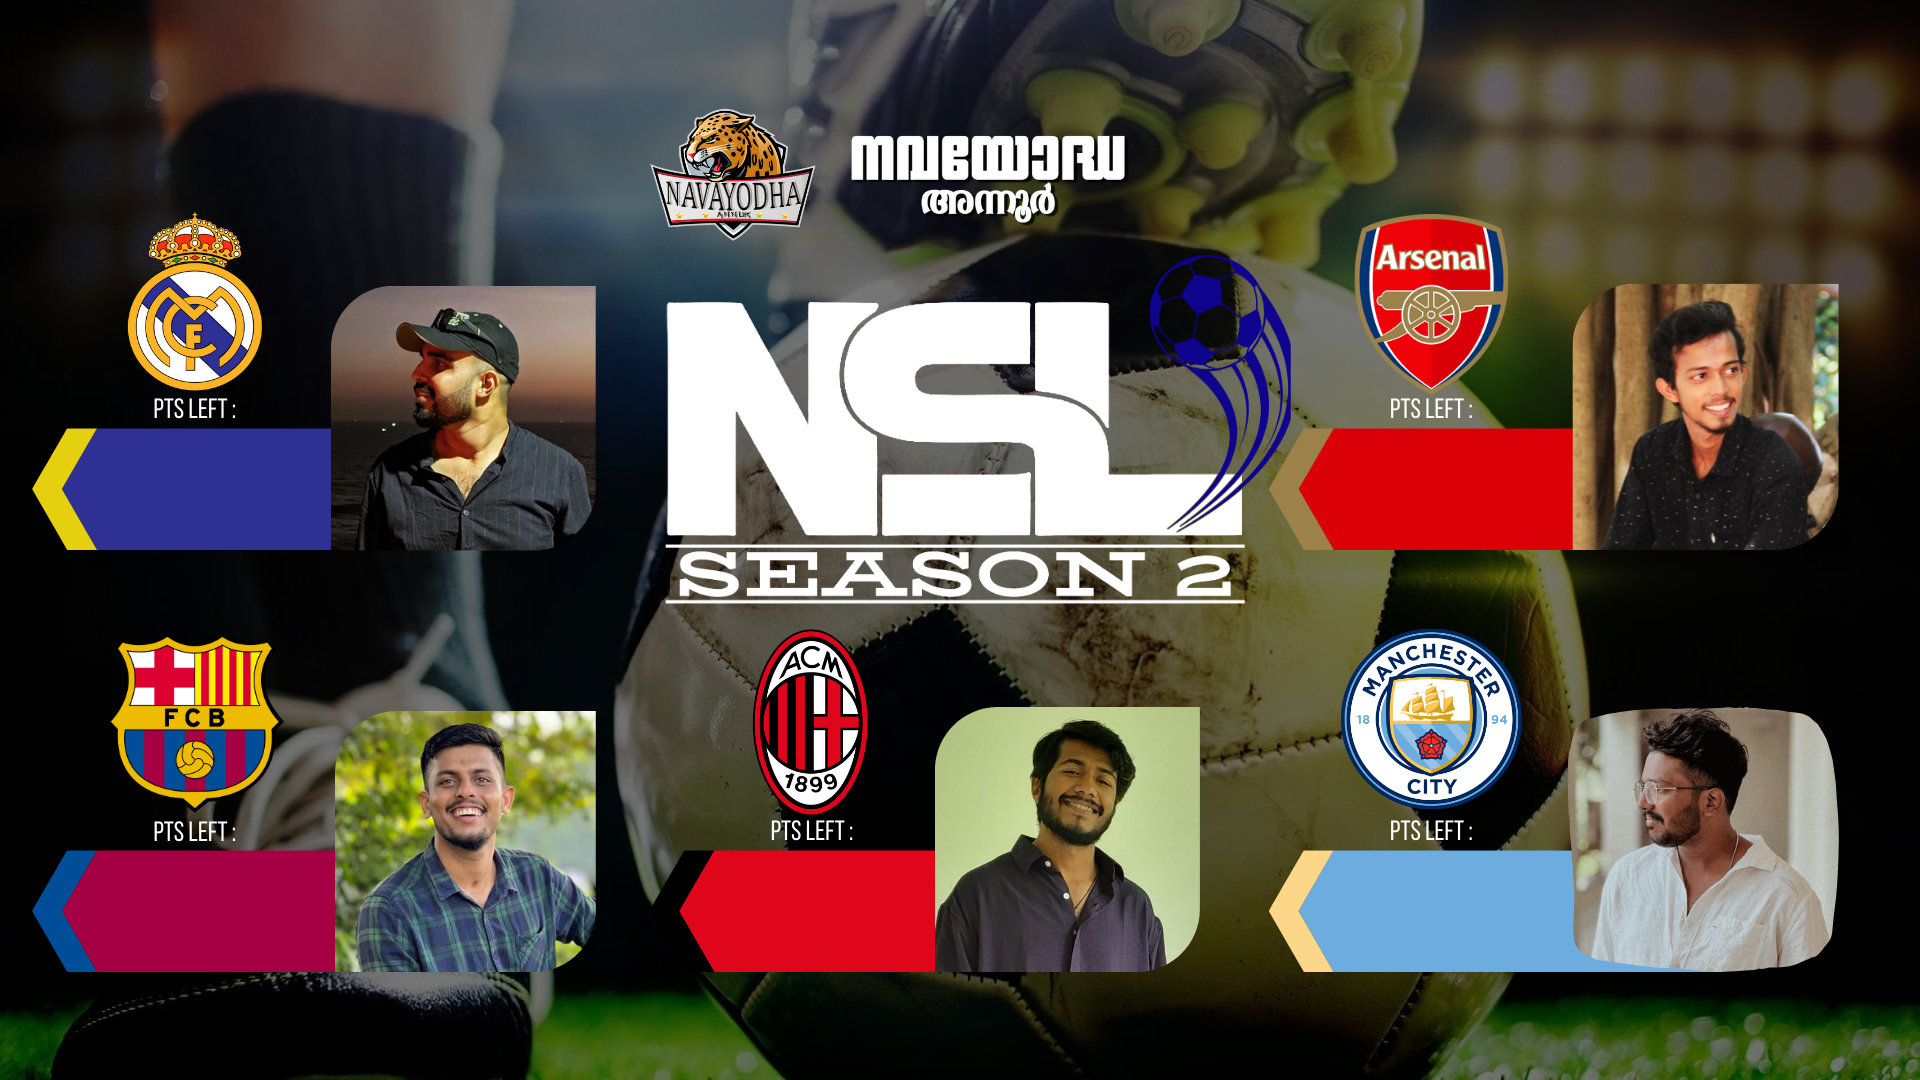 NAVAYODHA
ANNUR
നവയോദ്ധ
അന്നൂർ
NSL
SEASON 2
PTS LEFT :
Arsenal
PTS LEFT :
FCB
PTS LEFT :
ACM
1899
PTS LEFT :
MANCHESTER
18 94
CITY
PTS LEFT :